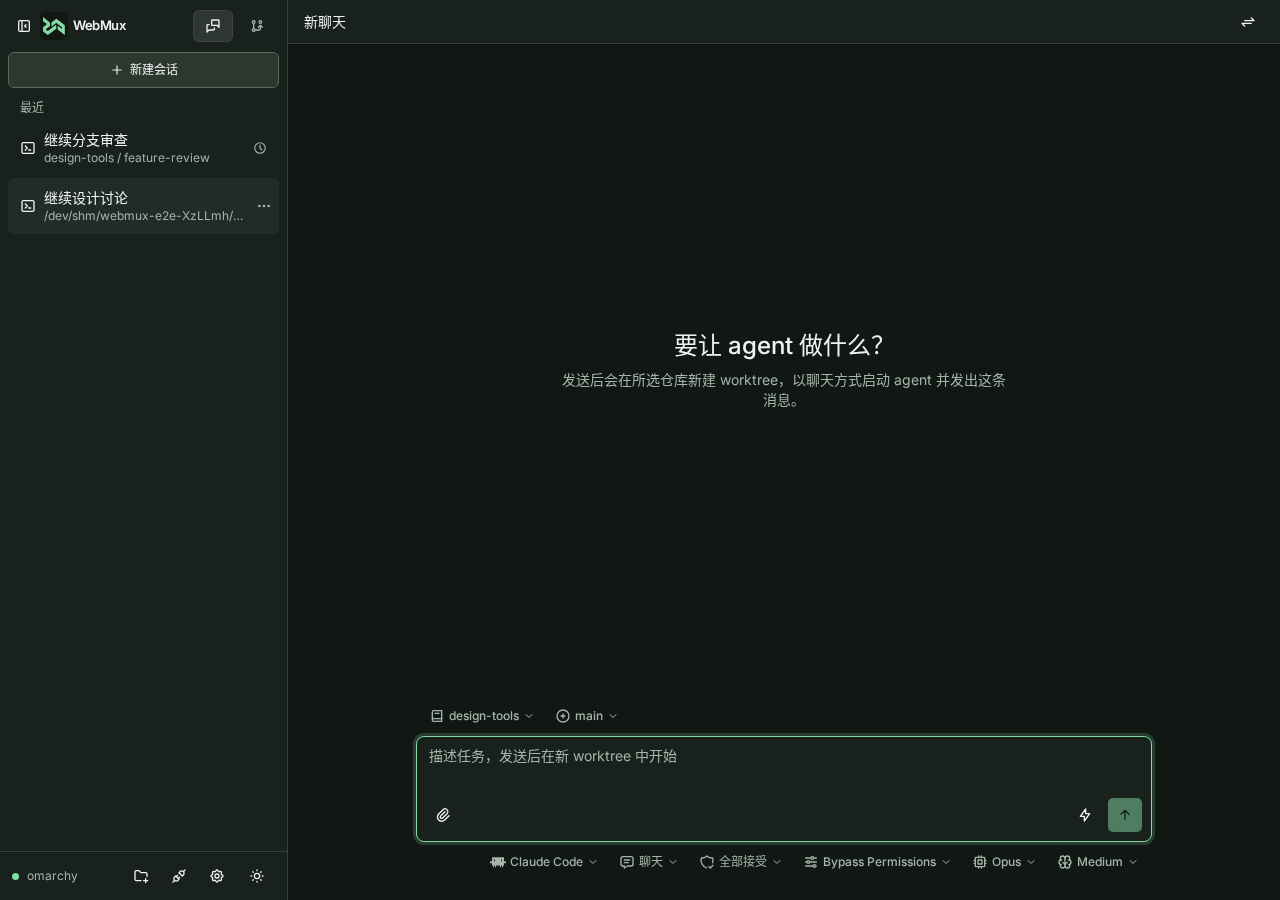 WebMux
新建会话
最近
继续分支审查
design-tools / feature-review
继续设计讨论
/dev/shm/webmux-e2e-XzLLmh/...
omarchy
新聊天
要让 agent 做什么？
发送后会在所选仓库新建 worktree，以聊天方式启动 agent 并发出这条
消息。
design-tools
main
描述任务，发送后在新 worktree 中开始
Claude Code
聊天
全部接受
Bypass Permissions
Opus
Medium